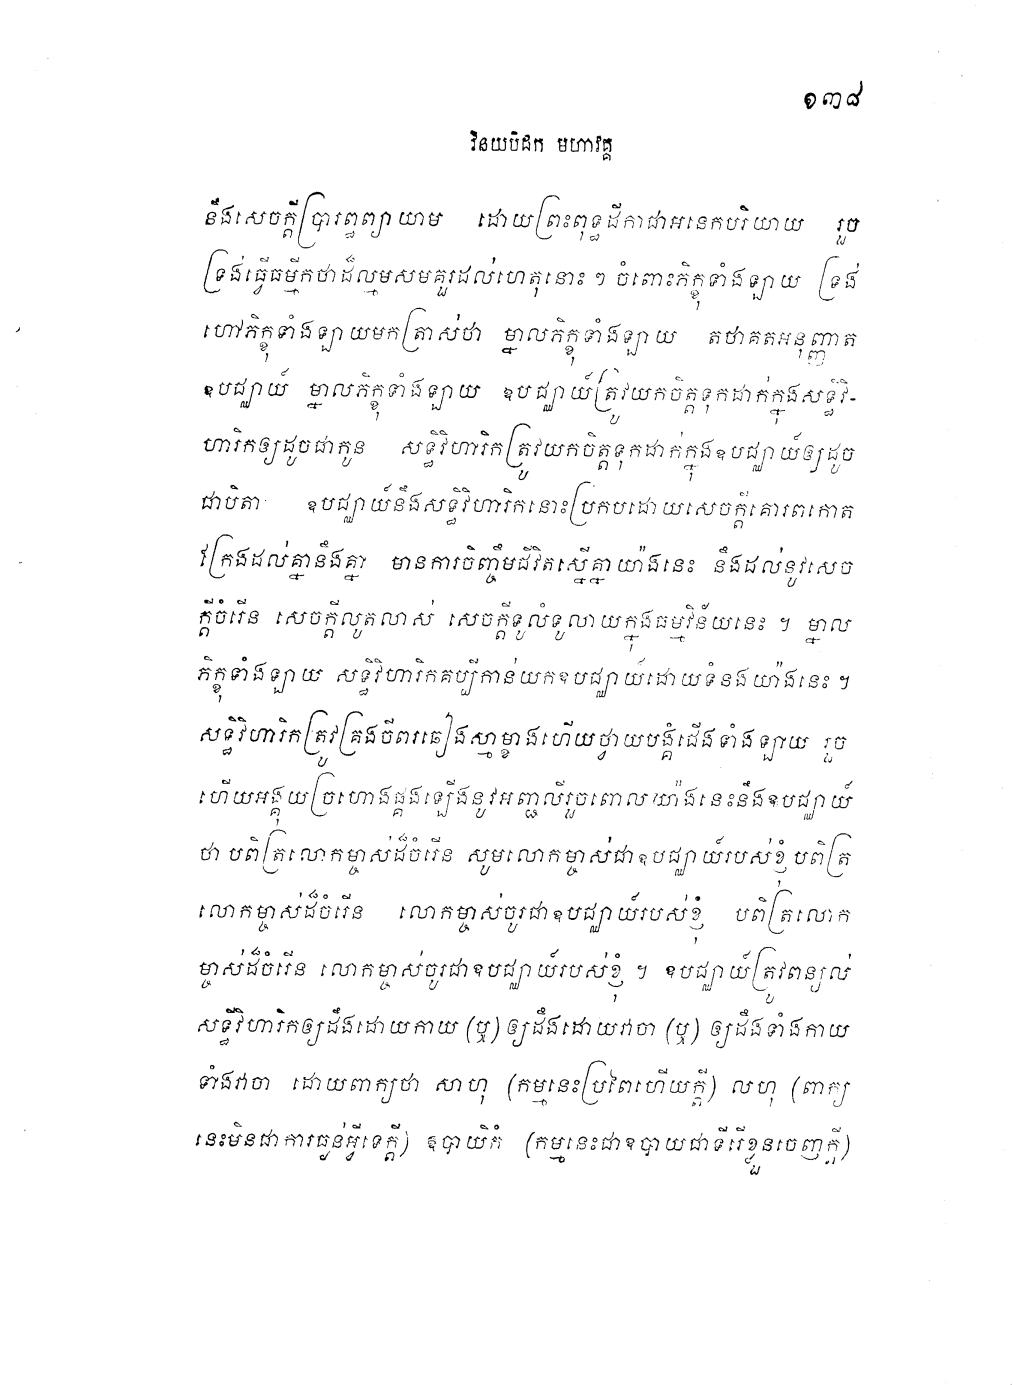 ១៣៨
វិនយបិដក មហាវគ្គ
នឹងសេចក្តីប្រារព្ធព្យាយាម ដោយព្រះពុទ្ធដីកាជាអនេកបរិយាយ រួច
ទ្រង់ធ្វើធម្មីកថាដ៏ល្មមសមគួរដល់ហេតុនោះ ៗ ចំពោះភិក្ខុទាំងឡាយ ទ្រង់
ហៅភិក្ខុទាំងឡាយមកត្រាស់ថា ម្នាលភិក្ខុទាំងឡាយ តថាគតអនុញ្ញាត
ឧបជ្ឈាយ៍ ម្នាលភិក្ខុទាំងឡាយ ឧបជ្ឈាយ៍ត្រូវយកចិត្តទុកដាក់ក្នុងសទ្ធិវិ-
ហារិកឲ្យដូចជាកូន សទ្ធិវិហារិកត្រូវយកចិត្តទុកដាក់ក្នុងឧបជ្ឈាយ៍ឲ្យដូច
ជាបិតា ឧបជ្ឈាយ៍នឹងសទ្ធិវិហារិកនោះប្រកបដោយសេចក្តីគោរពកោត
ក្រែងដល់គ្នានឹងគ្នា មានការចិញ្ចឹមជីវិតស្មើគ្នាយ៉ាងនេះ នឹងដល់នូវសេច
ក្តីចំរើន សេចក្តីលូតលាស់ សេចក្តីទូលំទូលាយក្នុងធម្មវិន័យនេះ ។ ម្នាល
ភិក្ខុទាំងឡាយ សទ្ធិវិហារិកគប្បីកាន់យកឧបជ្ឈាយ៍ដោយទំនងយ៉ាងនេះ ។
សទ្ធិវិហារិកត្រូវគ្រងចីពរឆៀងស្មាម្ខាងហើយថ្វាយបង្គំជើងទាំងឡាយ រួច
ហើយអង្គុយច្រហោងផ្គងឡើងនូវអញ្ជលីរួចពោលយ៉ាងនេះនឹងឧបជ្ឈាយ៍
ថា បពិត្រលោកម្ចាស់ដ៏ចំរើន សូមលោកម្ចាស់ជាឧបជ្ឈាយ៍របស់ខ្ញុំ បពិត្រ
លោកម្ចាស់ដ៏ចំរើន លោកម្ចាស់ចូរជាឧបជ្ឈាយ៍របស់ខ្ញុំ បពិត្រលោក
ម្ចាស់ដ៏ចំរើន លោកម្ចាស់ចូរជាឧបជ្ឈាយ៍របស់ខ្ញុំ ។ ឧបជ្ឈាយ៍ត្រូវពន្យល់
សទ្ធិវិហារិកឲ្យដឹងដោយកាយ (ឬ) ឲ្យដឹងដោយវាចា (ឬ) ឲ្យដឹងទាំងកាយ
ទាំងវាចា ដោយពាក្យថា សាហុ (កម្មនេះប្រពៃហើយក្តី) លហុ (ពាក្យ
នេះមិនជាការធ្ងន់អ្វីទេក្តី) ឱបាយិកំ (កម្មនេះជាឧបាយជាទីរើខ្លួនចេញក្តី)